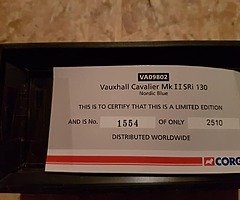 VA09802
Vauxhall Cavalier Mk II SRi 130
Nordic Blue
THIS IS TO CERTIFY THAT THIS IS A LIMITED EDITION
AND IS No. 1554 OF ONLY 2510
DISTRIBUTED WORLDWIDE
CORG